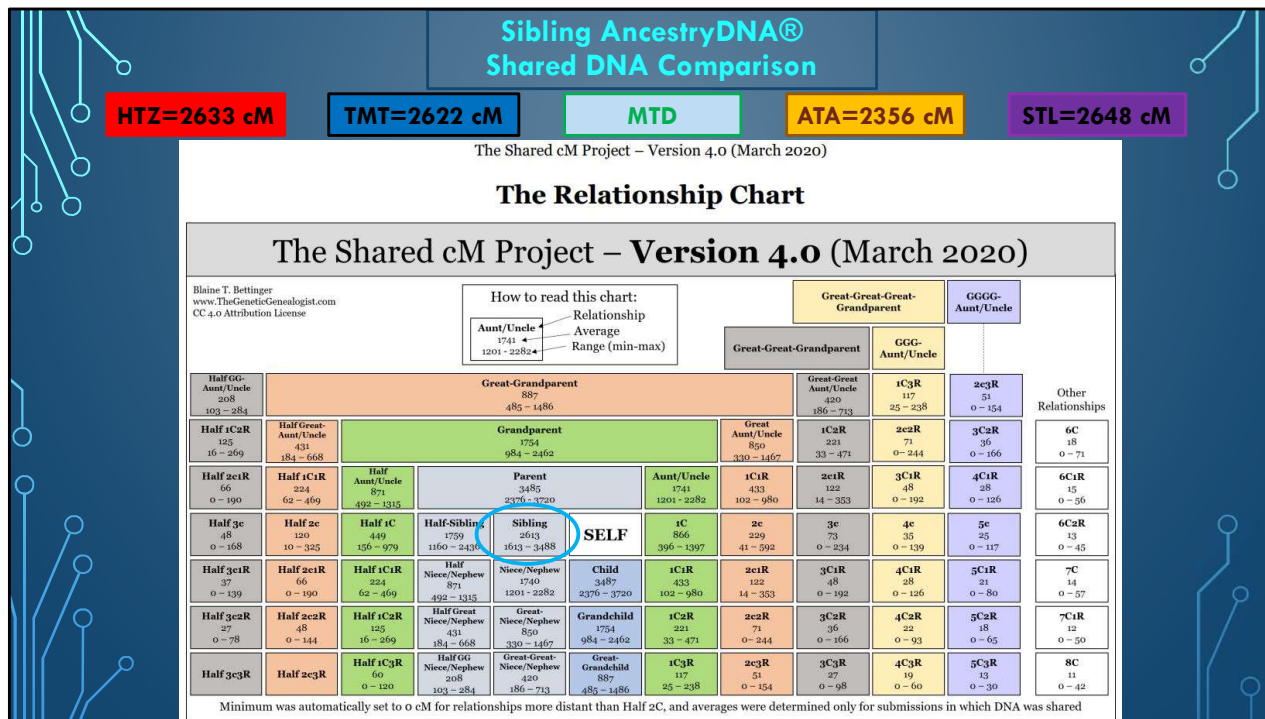 Sibling AncestryDNA®
Shared DNA Comparison
HTZ=2633 cM
TMT=2622 cM
MTD
ATA=2356 cM
STL=2648 cM
The Shared cM Project – Version 4.0 (March 2020)
The Relationship Chart
The Shared cM Project – Version 4.0 (March 2020)
Blaine T. Bettinger
www.TheGeneticGenealogist.com
CC 4.0 Attribution License
How to read this chart:
Relationship
Average
Range (min-max)
Aunt/Uncle
1741
1201 - 2282
Great-Great-Great-
Grandparent
GGGG-
Aunt/Uncle
Great-Great-Grandparent
GGG-
Aunt/Uncle
Half GG-
Aunt/Uncle
208
103 – 284
Great-Grandparent
887
485 – 1486
Great-Great
Aunt/Uncle
420
186 – 713
1C3R
117
25 – 238
2c3R
51
0 – 154
Other
Relationships
Half 1C2R
125
16 – 269
Half Great-
Aunt/Uncle
431
184 – 668
Grandparent
1754
984 – 2462
Great
Aunt/Uncle
850
330 – 1467
1C2R
221
33 – 471
2c2R
71
0 – 244
3C2R
36
0 – 166
6C
18
0 – 71
Half 2c1R
66
0 – 190
Half 1C1R
224
62 – 469
Half
Aunt/Uncle
871
492 – 1315
Parent
3485
2376 - 3720
Aunt/Uncle
1741
1201 - 2282
1C1R
433
102 – 980
2c1R
122
14 – 353
3C1R
48
0 – 192
4C1R
28
0 – 126
6C1R
15
0 – 56
Half 3c
48
0 – 168
Half 2c
120
10 – 325
Half 1C
449
156 – 979
Half-Sibling
1759
1160 – 2436
Sibling
2613
1613 – 3488
SELF
1C
866
396 – 1397
2c
229
41 – 592
3c
73
0 – 234
4c
35
0 – 139
5c
25
0 – 117
6C2R
13
0 – 45
Half 3c1R
37
0 – 139
Half 2c1R
66
0 – 190
Half 1C1R
224
62 – 469
Half
Niece/Nephew
871
492 – 1315
Niece/Nephew
1740
1201 – 2282
Child
3487
2376 – 3720
1C1R
433
102 – 980
2c1R
122
14 – 353
3C1R
48
0 – 192
4C1R
28
0 – 126
5C1R
21
0 – 80
7C
14
0 – 57
Half 3c2R
27
0 – 78
Half 2c2R
48
0 – 144
Half 1C2R
125
16 – 269
Half Great
Niece/Nephew
431
184 – 668
Great-
Niece/Nephew
850
330 – 1467
Grandchild
1754
984 – 2462
1C2R
221
33 – 471
2c2R
71
0 – 244
3C2R
36
0 – 166
4C2R
22
0 – 93
5C2R
18
0 – 65
7C1R
12
0 – 50
Half 3c3R
Half 2c3R
Half 1C3R
60
0 – 120
Half GG
Niece/Nephew
208
103 – 284
Great-Great-
Niece/Nephew
420
186 – 713
Great-
Grandchild
887
485 – 1486
1C3R
117
25 – 238
2c3R
51
0 – 154
3C3R
27
0 – 98
4C3R
19
0 – 60
5C3R
13
0 – 30
8C
11
0 – 42
Minimum was automatically set to 0 cM for relationships more distant than Half 2C, and averages were determined only for submissions in which DNA was shared